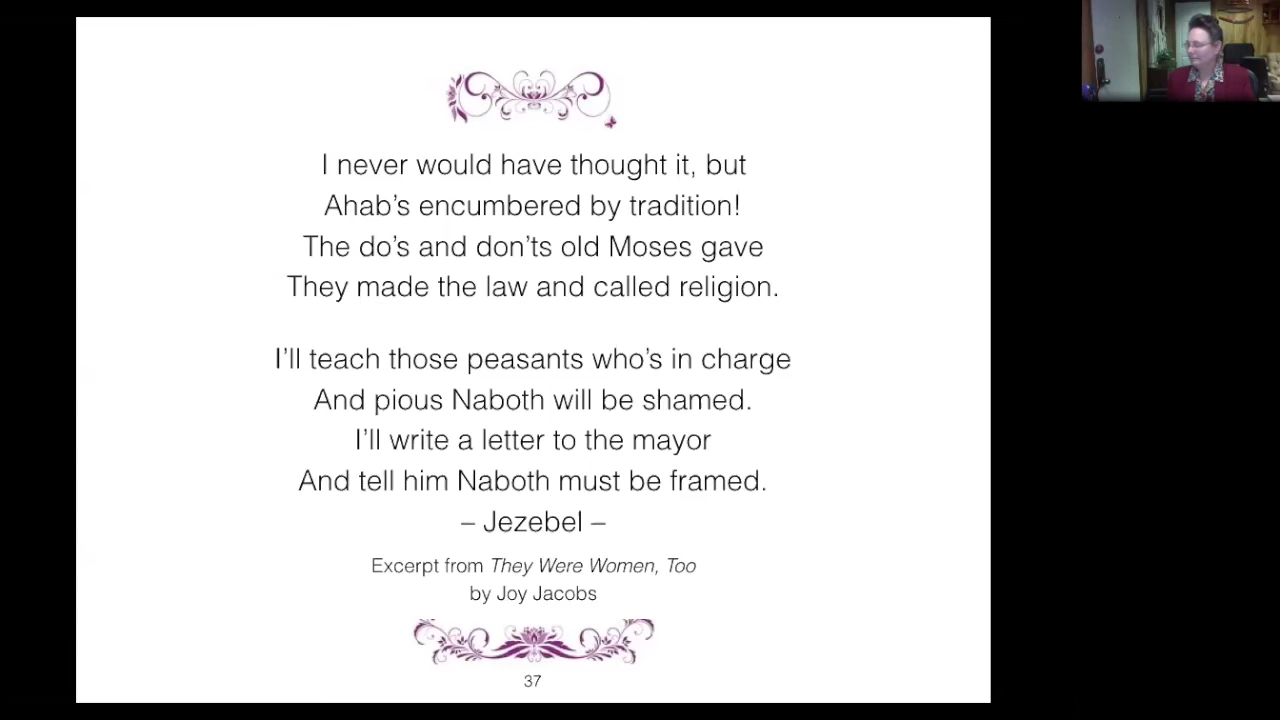 I never would have thought it, but
Ahab’s encumbered by tradition!
The do’s and don’ts old Moses gave
They made the law and called religion.
I’ll teach those peasants who’s in charge
And pious Naboth will be shamed.
I’ll write a letter to the mayor
And tell him Naboth must be framed.
– Jezebel –
Excerpt from They Were Women, Too
by Joy Jacobs
37